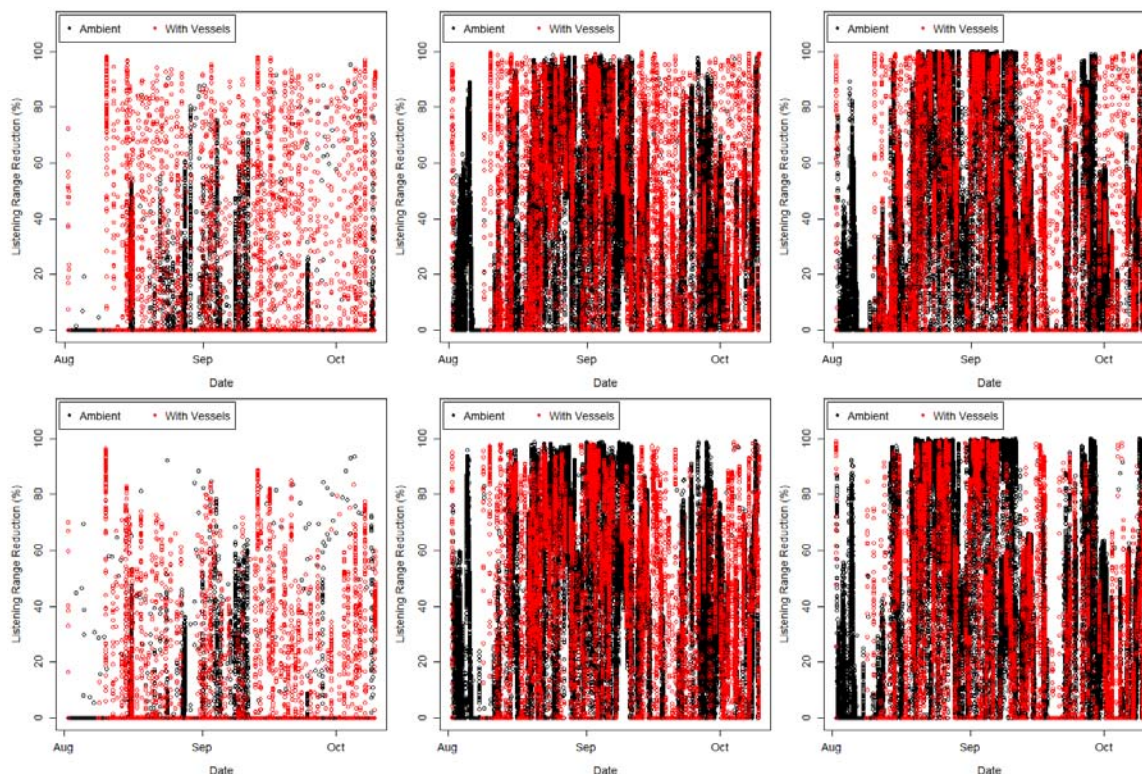 Ambient With Vessels
Listening Range Reduction (%)
0 20 40 60 80 100
Aug Sep Oct
Date
Ambient With Vessels
Listening Range Reduction (%)
0 20 40 60 80 100
Aug Sep Oct
Date
Ambient With Vessels
Listening Range Reduction (%)
0 20 40 60 80 100
Aug Sep Oct
Date
Ambient With Vessels
Listening Range Reduction (%)
0 20 40 60 80 100
Aug Sep Oct
Date
Ambient With Vessels
Listening Range Reduction (%)
0 20 40 60 80 100
Aug Sep Oct
Date
Ambient With Vessels
Listening Range Reduction (%)
0 20 40 60 80 100
Aug Sep Oct
Date